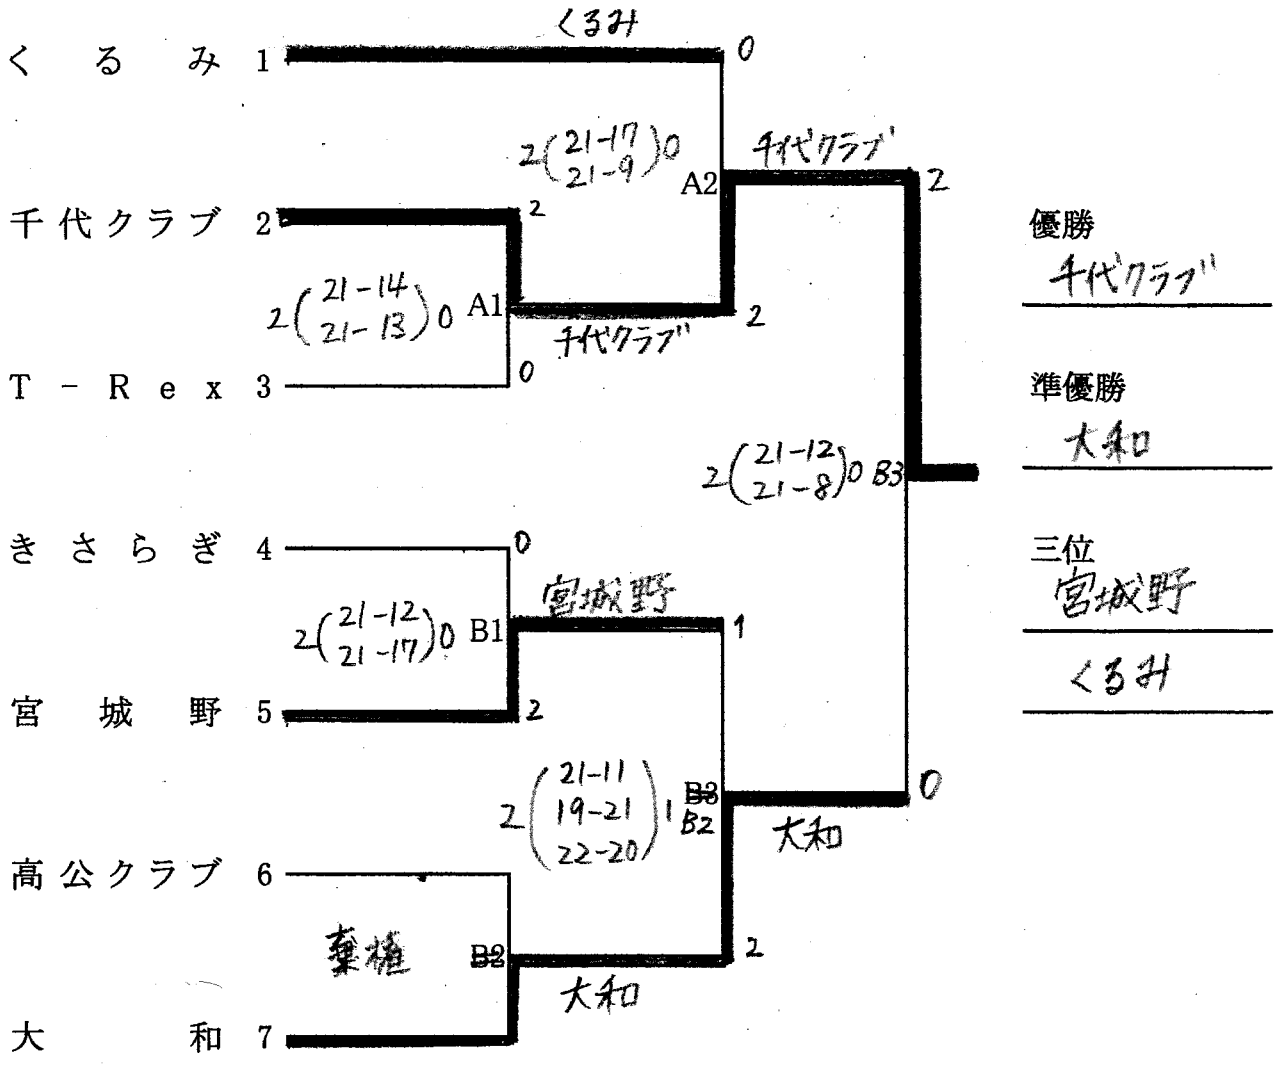 くるみ
くるみ 1
0
2(21-17 21-9)0
A2
千代クラブ
2
千代クラブ 2
2
優勝
千代クラブ
2(21-14 21-13)0
A1
千代クラブ
2
T-Rex 3
0
準優勝
大和
2(21-12 21-8)0 B3
きさらぎ 4
0
三位
宮城野
宮城野
1
2(21-12 21-17)0
B1
くるみ
宮城野 5
2
2(21-11 19-21 22-20)1
B3
B2
0
大和
高公クラブ 6
棄権
B2
2
大和
大和 7